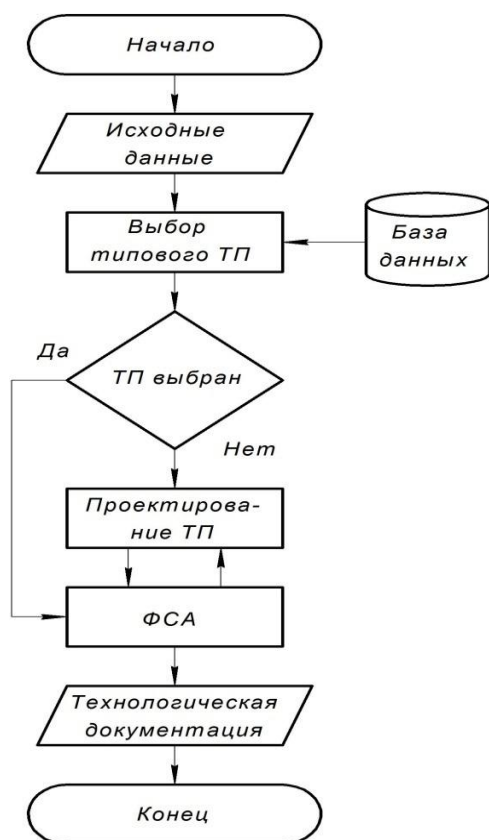 Начало
Исходные
данные
Выбор
типового ТП
База
данных
Да
ТП выбран
Нет
Проектирова-
ние ТП
ФСА
Технологическая
документация
Конец